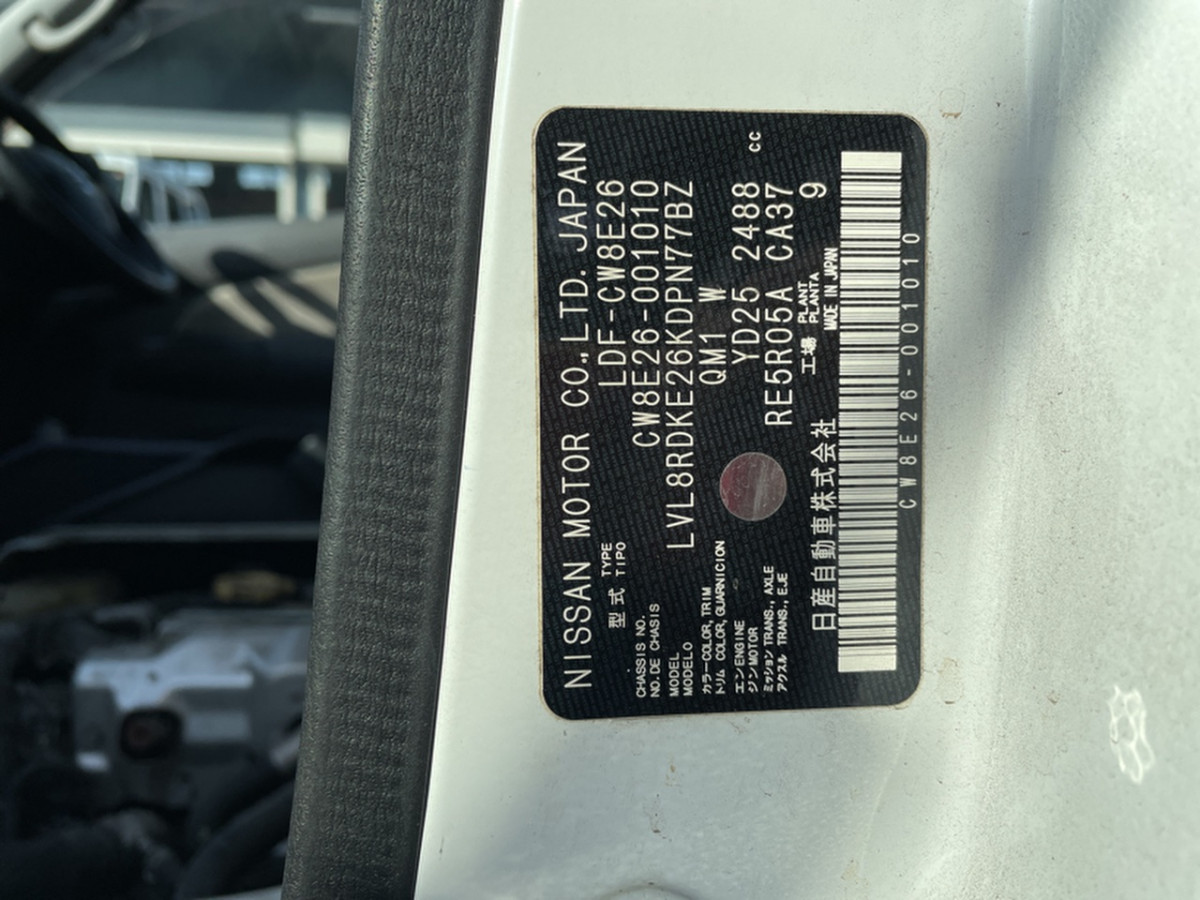 NISSAN MOTOR CO., LTD. JAPAN
型式 TYPE TIPO LDF-CW8E26
CHASSIS NO. NO. DE CHASIS CW8E26-001010
MODEL MODELO LVL8RDKE26KDPN77BZ
カラー COLOR, TRIM トリム COLOR, GUARNICION QM1 W
エンジン ENGINE MOTOR YD25 2488 cc
ミッション TRANS., AXLE アクスル TRANS., EJE RE5R05A CA37
工場 PLANT PLANTA 9
日産自動車株式会社 MADE IN JAPAN
CW8E26-001010